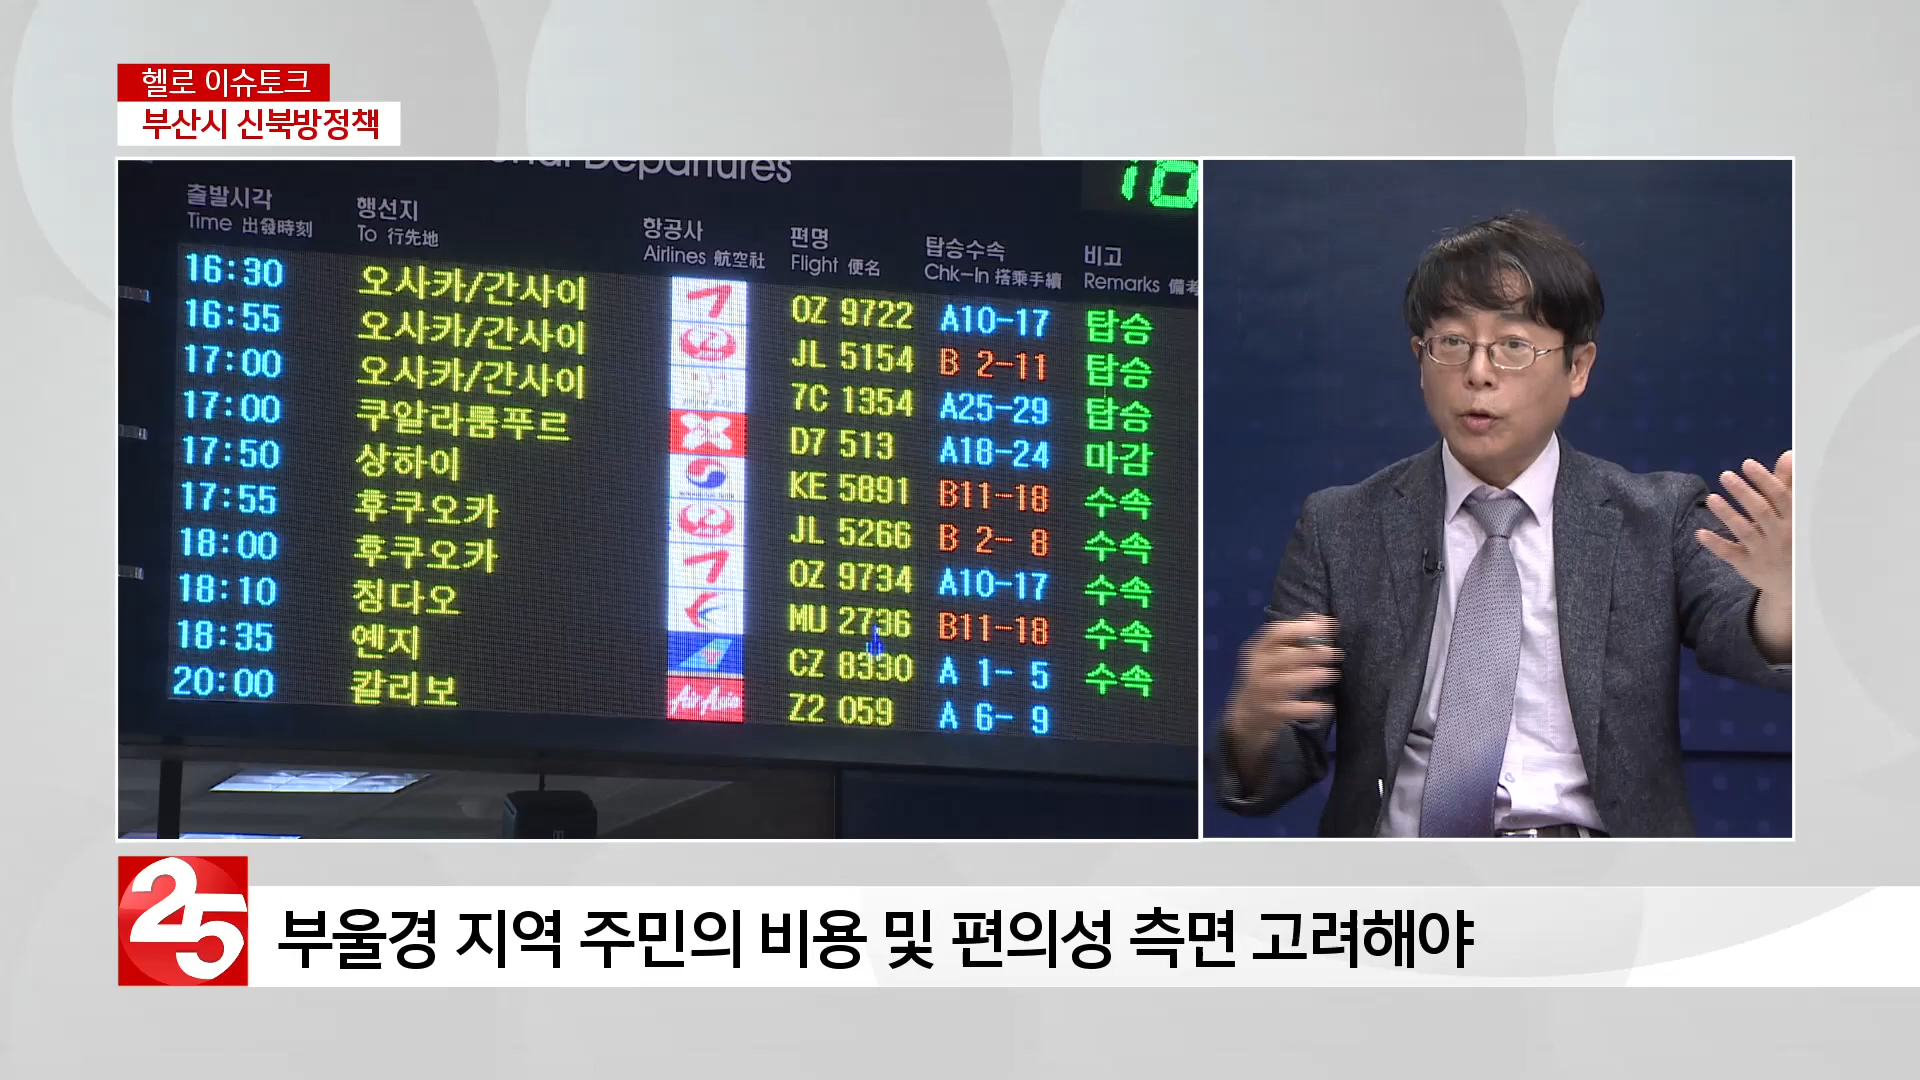 헬로 이슈토크
부산시 신북방정책
Departures
출발시각 행선지 항공사 편명 탑승수속 비고
Time 出發時刻 To 行先地 Airlines 航空社 Flight 便名 Chk-In 搭乘手續 Remarks 備考
16:30 오사카/간사이 OZ 9722 A10-17 탑승
16:55 오사카/간사이 JL 5154 B 2-11 탑승
17:00 오사카/간사이 7C 1354 A25-29 탑승
17:00 쿠알라룸푸르 D7 513 A18-24 마감
17:50 상하이 KE 5891 B11-18 수속
17:55 후쿠오카 JL 5266 B 2- 8 수속
18:00 후쿠오카 OZ 9734 A10-17 수속
18:10 칭다오 MU 2736 B11-18 수속
18:35 옌지 CZ 8330 A 1- 5 수속
20:00 칼리보 AirAsia Z2 059 A 6- 9
25 부울경 지역 주민의 비용 및 편의성 측면 고려해야